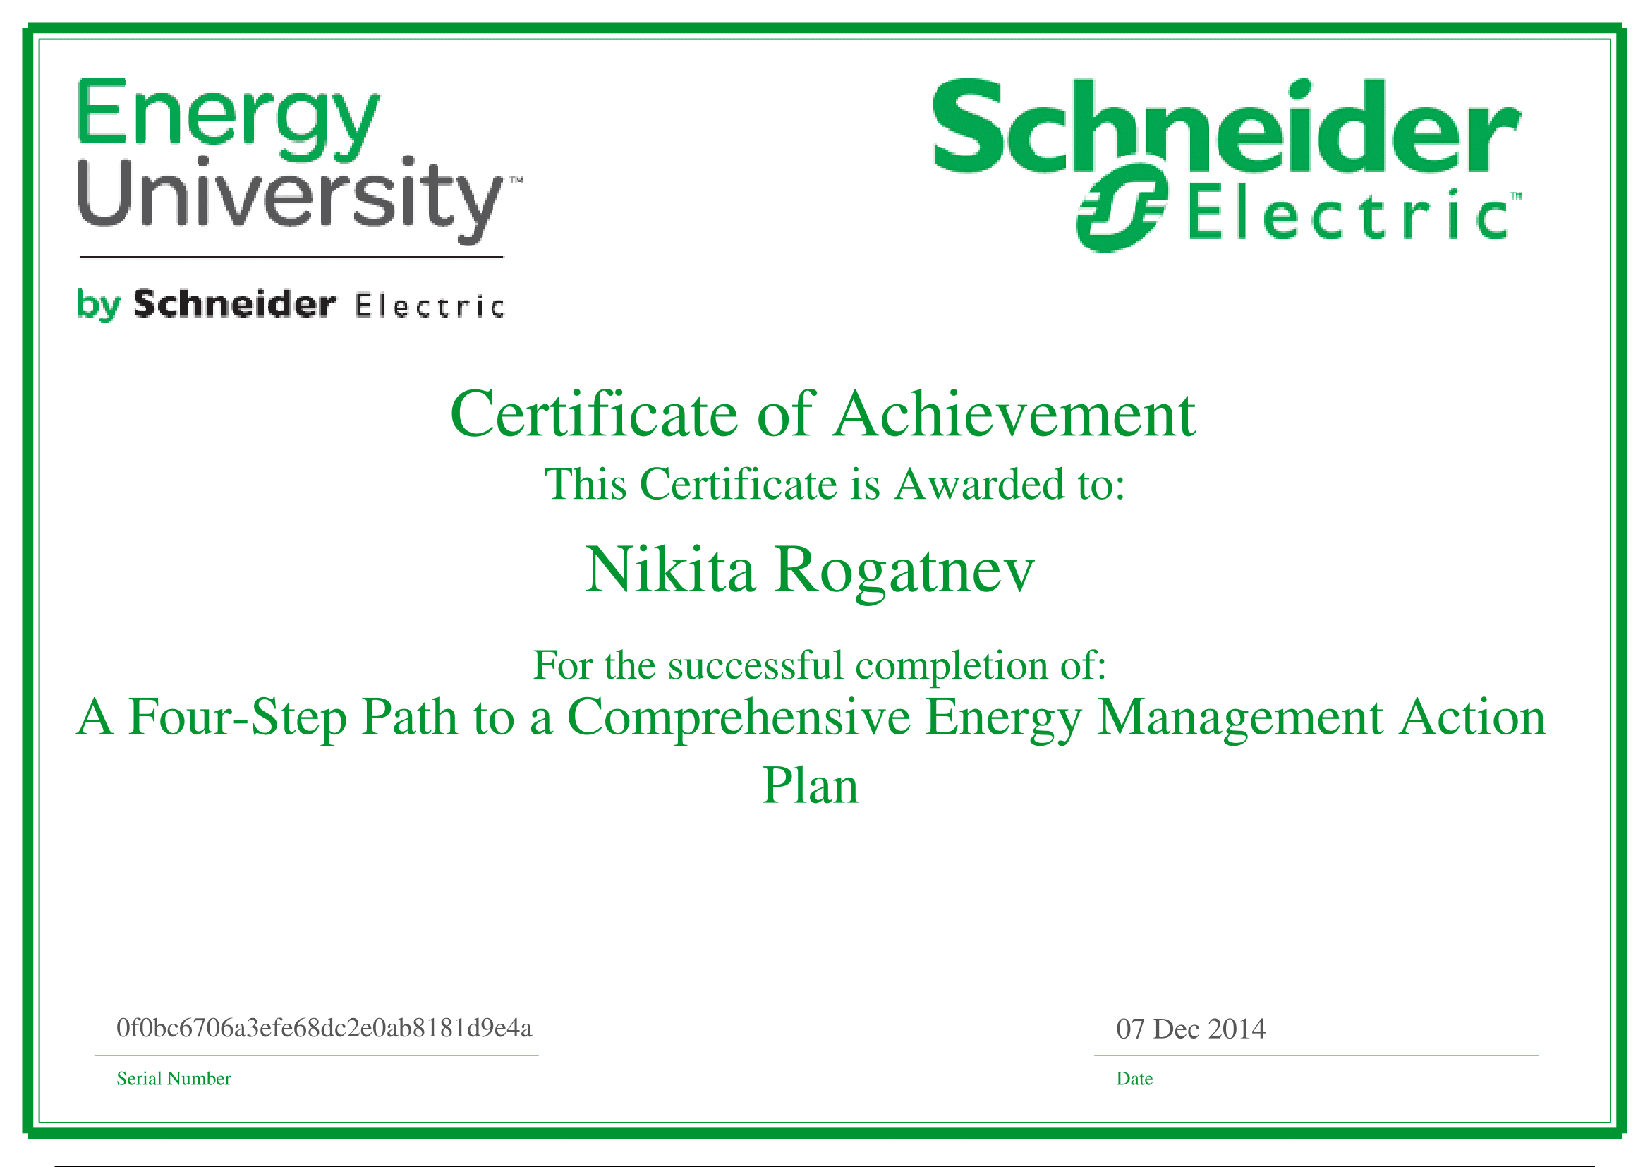 Energy
University™
by Schneider Electric
Schneider
Electric™
Certificate of Achievement
This Certificate is Awarded to:
Nikita Rogatnev
For the successful completion of:
A Four-Step Path to a Comprehensive Energy Management Action
Plan
0f0bc6706a3efe68dc2e0ab8181d9e4a
Serial Number
07 Dec 2014
Date